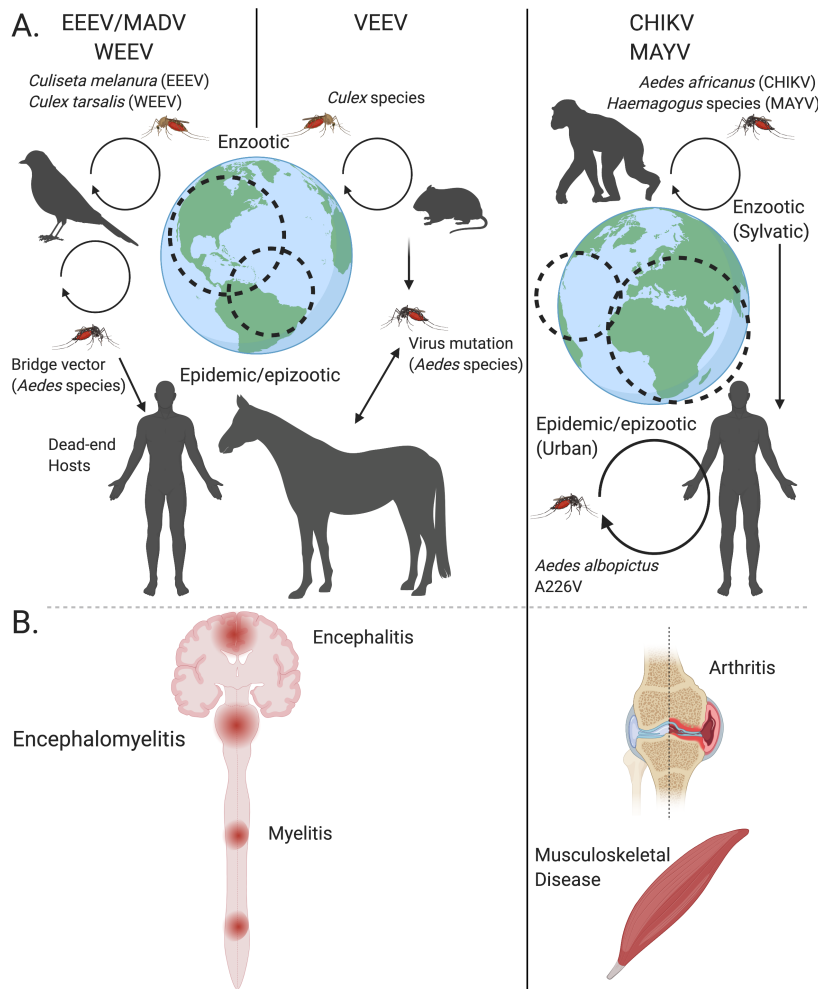 A.
EEEV/MADV
WEEV
Culiseta melanura (EEEV)
Culex tarsalis (WEEV)
VEEV
Culex species
Enzootic
Virus mutation
(Aedes species)
Bridge vector
(Aedes species)
Epidemic/epizootic
Dead-end
Hosts
CHIKV
MAYV
Aedes africanus (CHIKV)
Haemagogus species (MAYV)
Enzootic
(Sylvatic)
Epidemic/epizootic
(Urban)
Aedes albopictus
A226V
B.
Encephalitis
Encephalomyelitis
Myelitis
Arthritis
Musculoskeletal
Disease